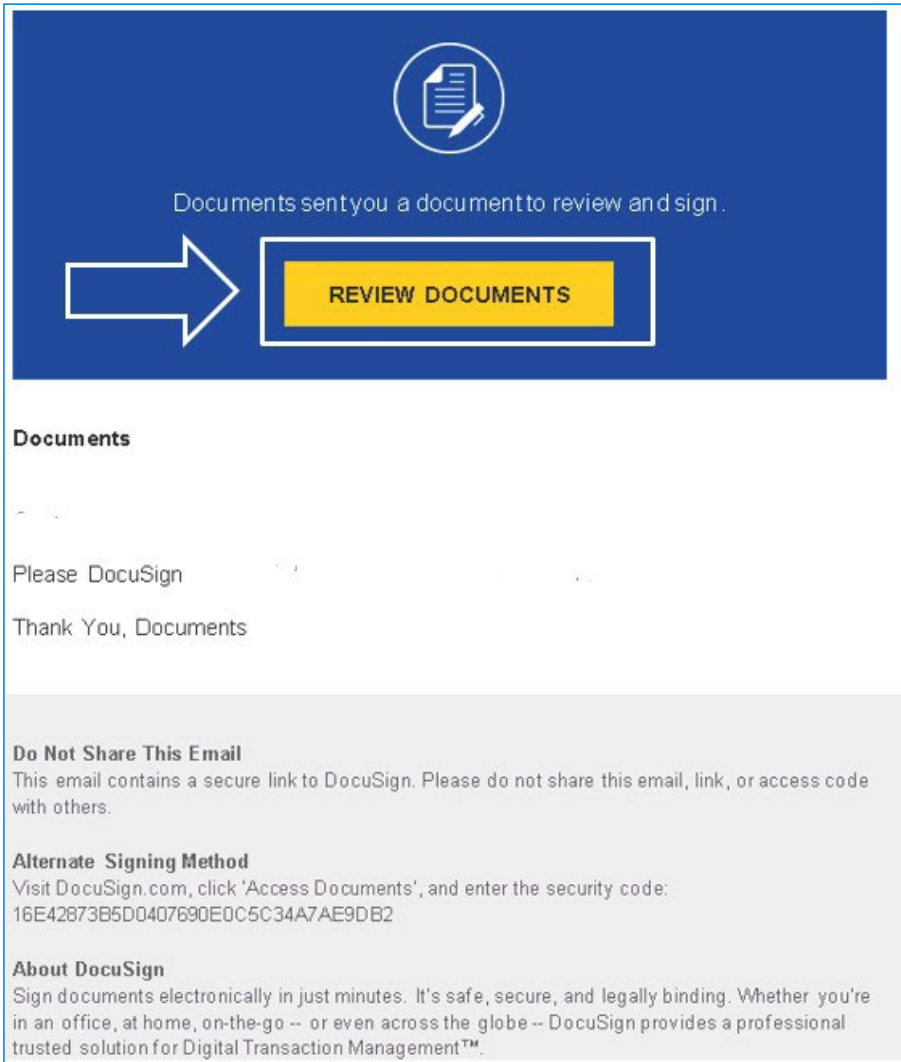 Documents sent you a document to review and sign.
REVIEW DOCUMENTS
Documents
Please DocuSign
Thank You, Documents
Do Not Share This Email
This email contains a secure link to DocuSign. Please do not share this email, link, or access code
with others.
Alternate Signing Method
Visit DocuSign.com, click 'Access Documents', and enter the security code:
16E42873B5D0407690E0C5C34A7AE9DB2
About DocuSign
Sign documents electronically in just minutes. It's safe, secure, and legally binding. Whether you're
in an office, at home, on-the-go -- or even across the globe -- DocuSign provides a professional
trusted solution for Digital Transaction Management™.